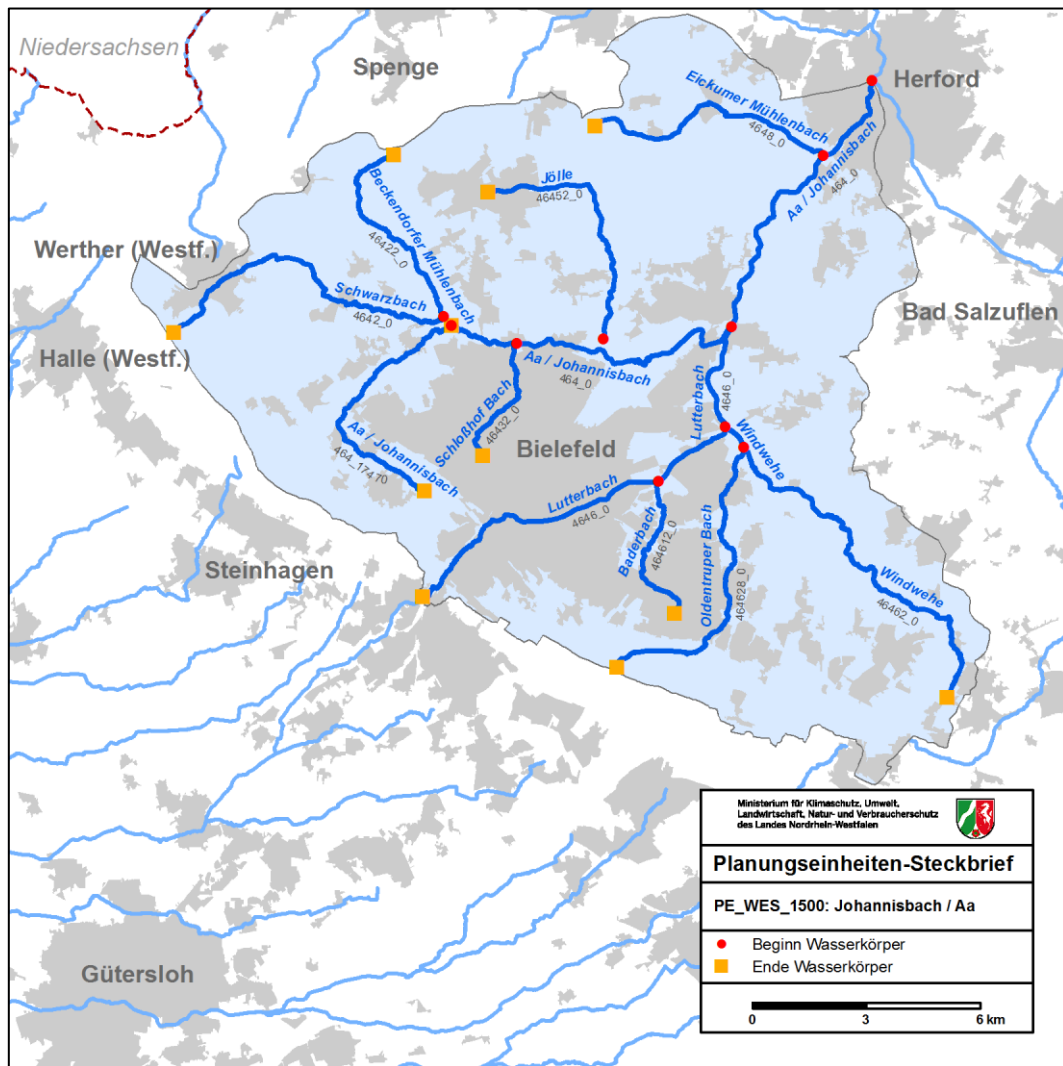 Niedersachsen
Spenge
Herford
Eickumer Mühlenbach
4648_0
Aa / Johannisbach
464_0
Jölle
46452_0
Beckendorfer Mühlenbach
46422_0
Werther (Westf.)
Schwarzbach
4642_0
Bad Salzuflen
Halle (Westf.)
Aa / Johannisbach
464_0
Lutterbach
4646_0
Schloßhof Bach
46432_0
Aa / Johannisbach
464_17470
Bielefeld
Windwehe
Lutterbach
4646_0
Baderbach
464612_0
Oldentruper Bach
464628_0
Windwehe
46462_0
Steinhagen
Gütersloh
Ministerium für Klimaschutz, Umwelt,
Landwirtschaft, Natur- und Verbraucherschutz
des Landes Nordrhein-Westfalen
Planungseinheiten-Steckbrief
PE_WES_1500: Johannisbach / Aa
Beginn Wasserkörper
Ende Wasserkörper
0 3 6 km